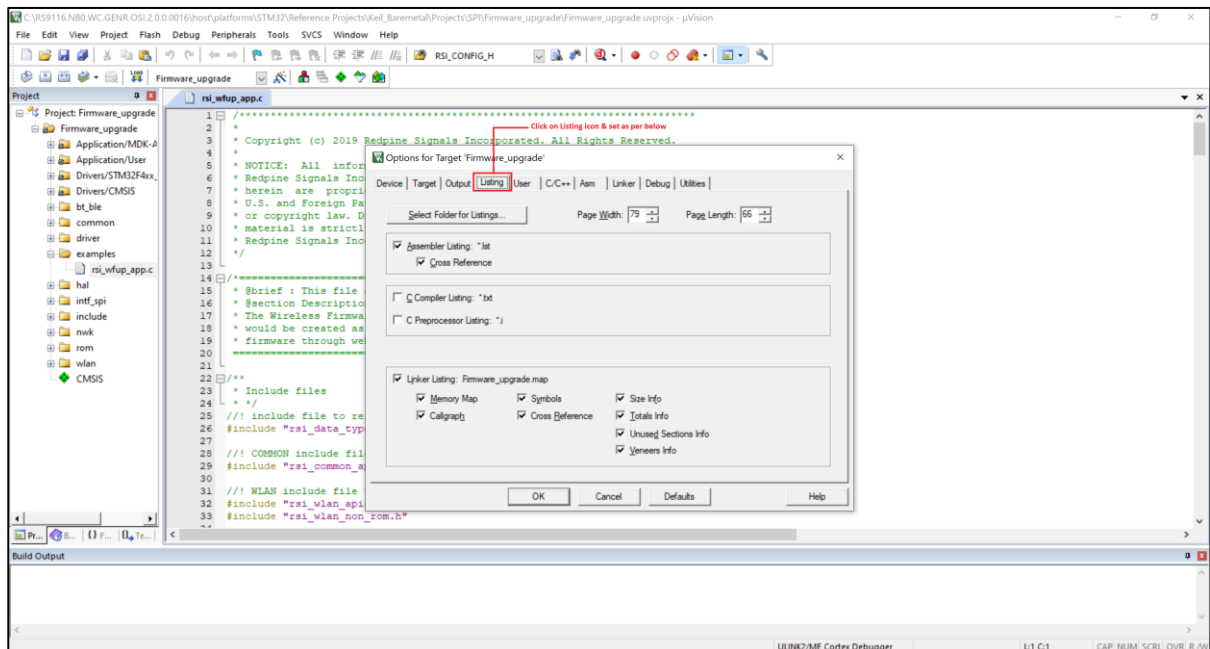 C:\RS9116.NB0.WC.GENR.OSI.2.0.0.0016\host\platforms\STM32\Reference Projects\Keil_Baremetal\Projects\SPI\Firmware_upgrade\Firmware_upgrade.uvprojx - µVision
File Edit View Project Flash Debug Peripherals Tools SVCS Window Help
RSI_CONFIG_H
Firmware_upgrade
Project
rsi_wfup_app.c
Project: Firmware_upgrade
Firmware_upgrade
Application/MDK-A
Application/User
Drivers/STM32F4xx_
Drivers/CMSIS
bt_ble
common
driver
examples
rsi_wfup_app.c
hal
intf_spi
include
nwk
rom
wlan
CMSIS
Click on Listing icon & set as per below
1 /*****************************************************************************
2 *
3 * Copyright (c) 2019 Redpine Signals Incorporated. All Rights Reserved.
4 *
5 * NOTICE: All infor
6 * Redpine Signals Inc
7 * herein are propri
8 * U.S. and Foreign Pa
9 * or copyright law. D
10 * material is strictl
11 * Redpine Signals Inc
12 */
13
14 /*====================
15 * @brief : This file
16 * @section Descriptio
17 * The Wireless Firmwa
18 * would be created as
19 * firmware through we
20 ====================
21
22 /**
23 * Include files
24 * */
25 //! include file to re
26 #include "rsi_data_typ
27
28 //! COMMON include fil
29 #include "rsi_common_a
30
31 //! WLAN include file
32 #include "rsi_wlan_api
33 #include "rsi_wlan_non_rom.h"
Options for Target 'Firmware_upgrade'
Device Target Output Listing User C/C++ Asm Linker Debug Utilities
Select Folder for Listings... Page Width: 79 Page Length: 66
Assembler Listing: *.lst
Cross Reference
C Compiler Listing: *.txt
C Preprocessor Listing: *.i
Linker Listing: Firmware_upgrade.map
Memory Map Symbols Size Info
Callgraph Cross Reference Totals Info
Unused Sections Info
Veneers Info
OK Cancel Defaults Help
Pr... B... {} F... Te...
Build Output
ULINK2/ME Cortex Debugger L:1 C:1 CAP NUM SCRL OVR R/W